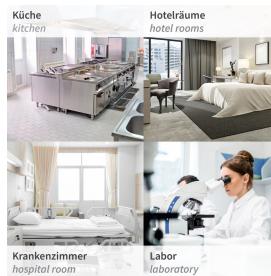 Küche
kitchen
Hotelräume
hotel rooms
Krankenzimmer
hospital room
Labor
laboratory